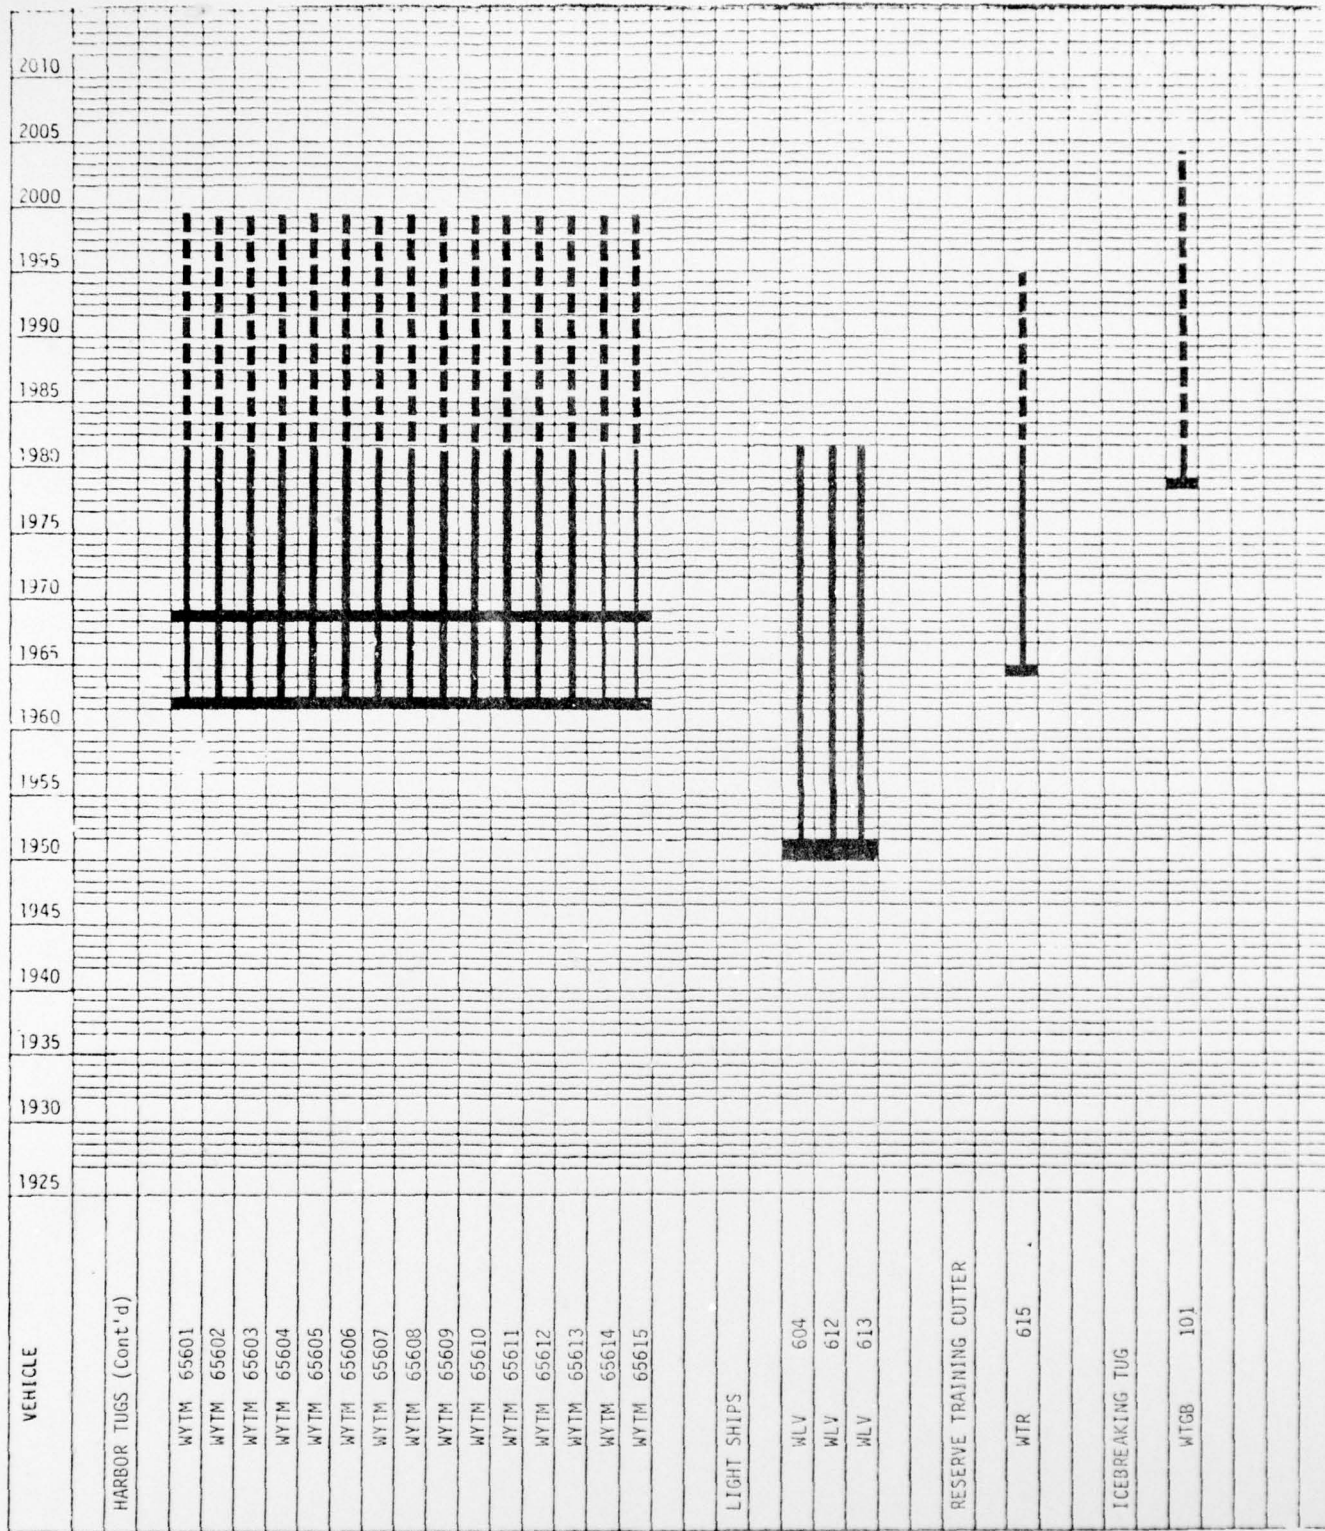 VEHICLE
1925
1930
1935
1940
1945
1950
1955
1960
1965
1970
1975
1980
1985
1990
1995
2000
2005
2010
HARBOR TUGS (Cont'd)
WYTM 65601
WYTM 65602
WYTM 65603
WYTM 65604
WYTM 65605
WYTM 65606
WYTM 65607
WYTM 65608
WYTM 65609
WYTM 65610
WYTM 65611
WYTM 65612
WYTM 65613
WYTM 65614
WYTM 65615
LIGHT SHIPS
WLV 604
WLV 612
WLV 613
RESERVE TRAINING CUTTER
WTR 615
ICEBREAKING TUG
WTGB 101